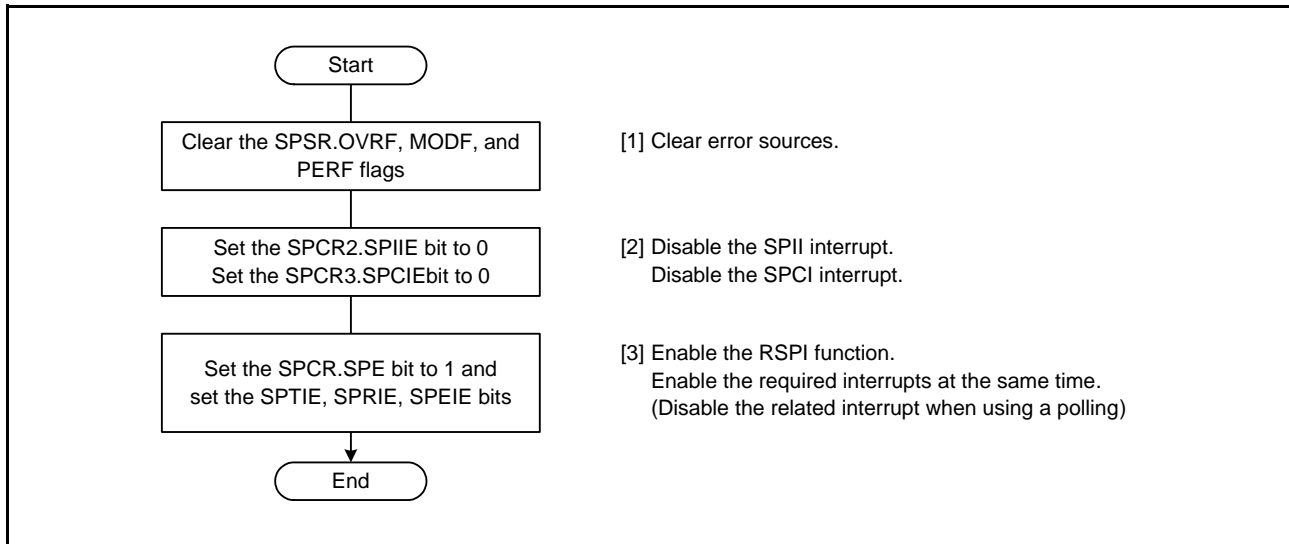 Start
Clear the SPSR.OVRF, MODF, and
PERF flags
[1] Clear error sources.
Set the SPCR2.SPIIE bit to 0
Set the SPCR3.SPCIEbit to 0
[2] Disable the SPII interrupt.
Disable the SPCI interrupt.
Set the SPCR.SPE bit to 1 and
set the SPTIE, SPRIE, SPEIE bits
[3] Enable the RSPI function.
Enable the required interrupts at the same time.
(Disable the related interrupt when using a polling)
End